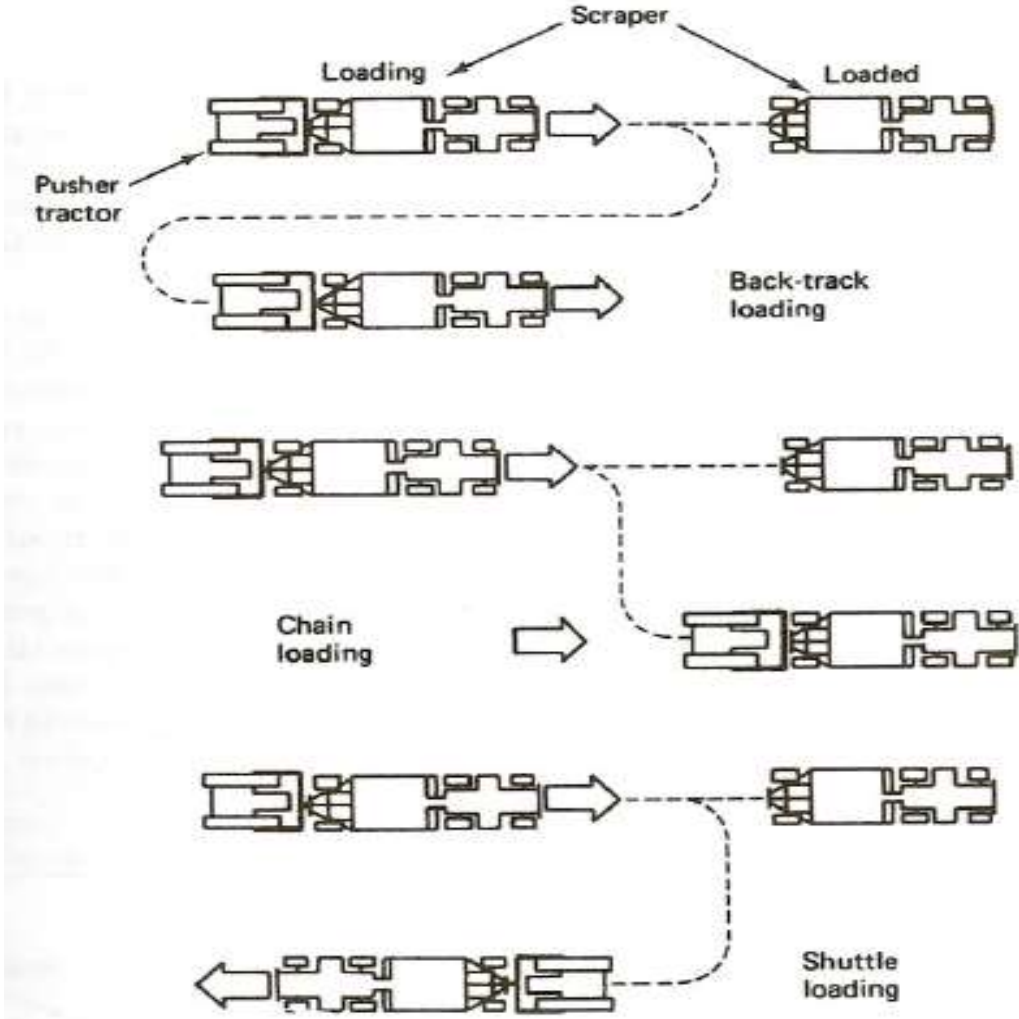 Scraper
Loading
Loaded
Pusher
tractor
Back-track
loading
Chain
loading
Shuttle
loading